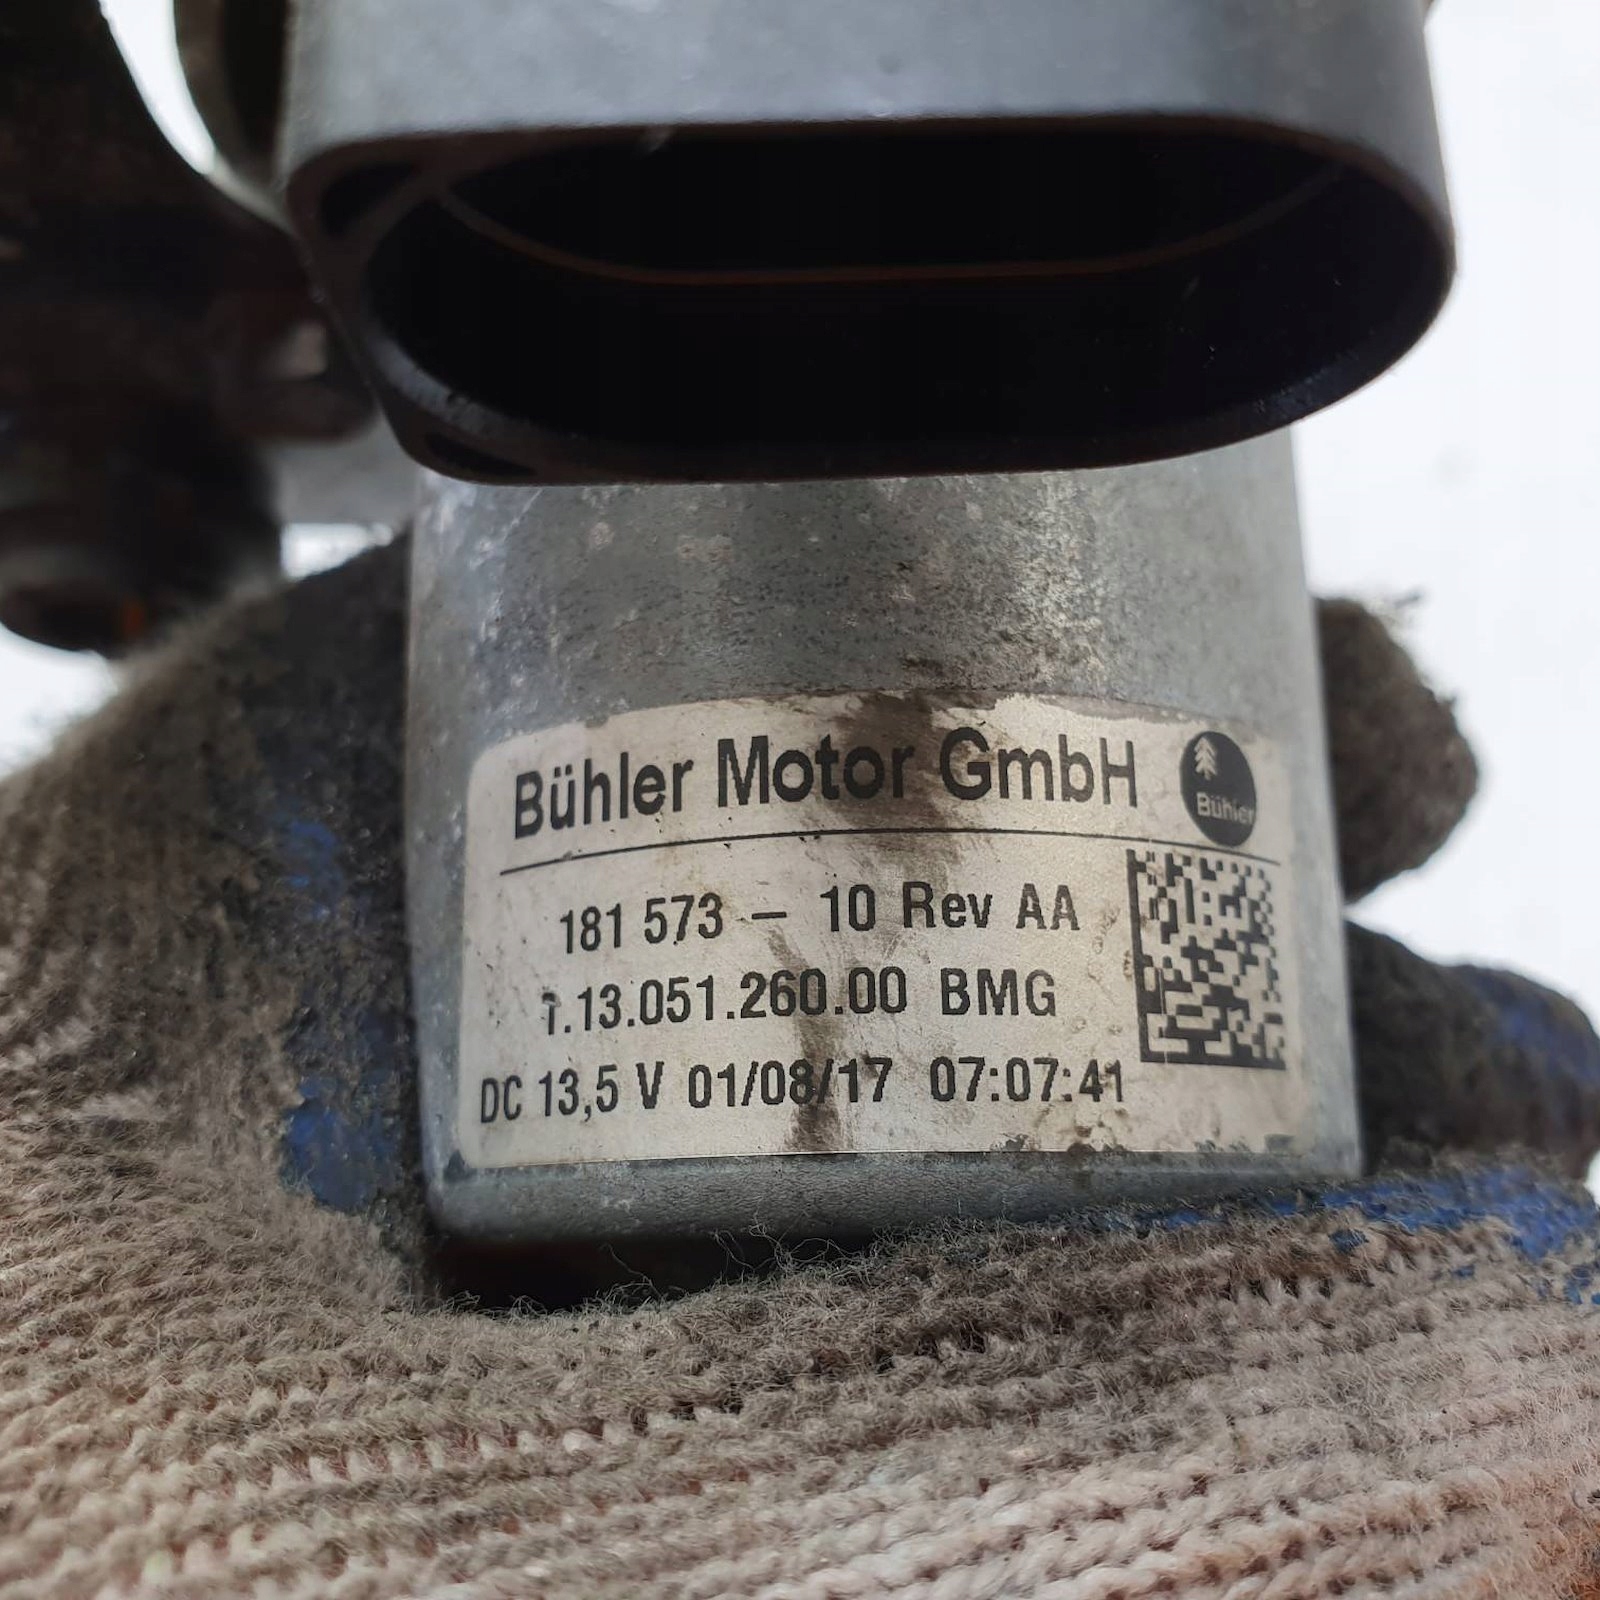 Bühler Motor GmbH
Bühler
181 573 – 10 Rev AA
1.13.051.260.00 BMG
DC 13,5 V 01/08/17 07:07:41